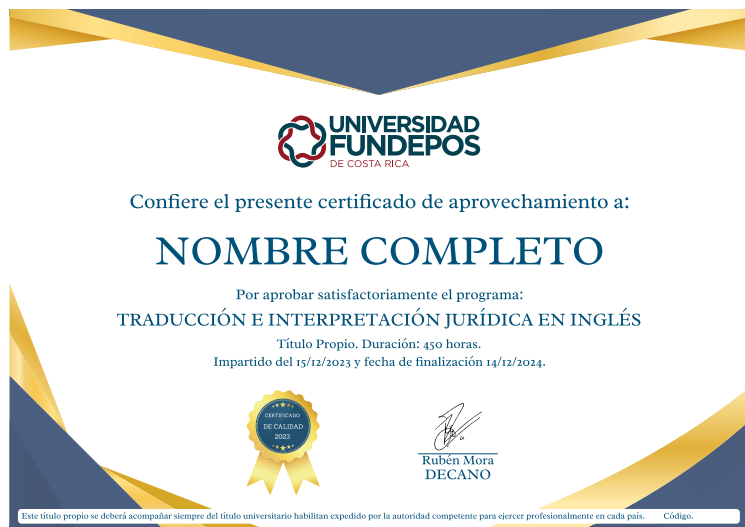 UNIVERSIDAD
FUNDEPOS
DE COSTA RICA
Confiere el presente certificado de aprovechamiento a:
NOMBRE COMPLETO
Por aprobar satisfactoriamente el programa:
TRADUCCIÓN E INTERPRETACIÓN JURÍDICA EN INGLÉS
Título Propio. Duración: 450 horas.
Impartido del 15/12/2023 y fecha de finalización 14/12/2024.
CERTIFICADO
DE CALIDAD
2023
Rubén Mora
DECANO
Este título propio se deberá acompañar siempre del título universitario habilitan expedido por la autoridad competente para ejercer profesionalmente en cada país. Código.